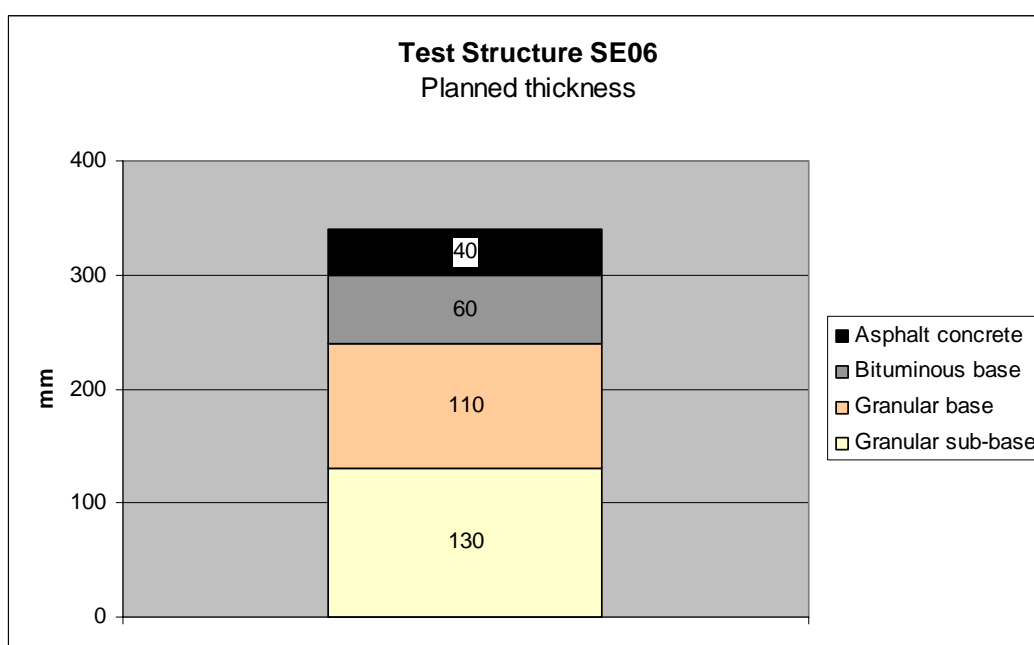 Test Structure SE06
Planned thickness
400
300
200
100
0
mm
40
60
110
130
Asphalt concrete
Bituminous base
Granular base
Granular sub-base